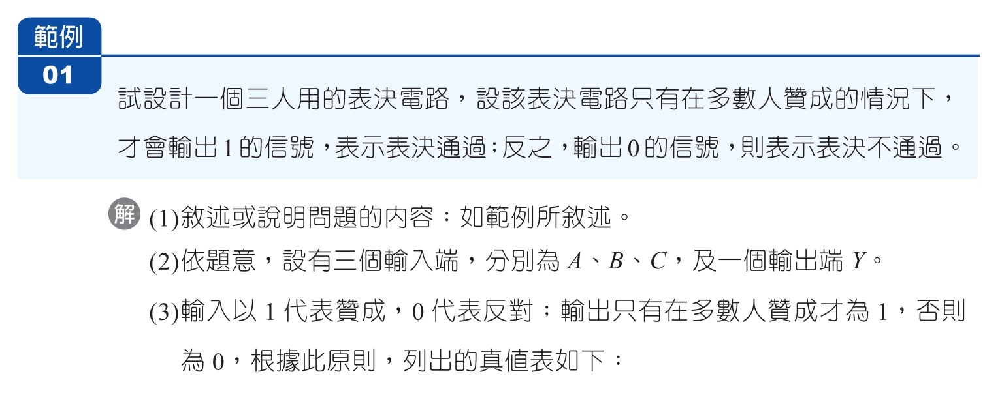 範例
01
試設計一個三人用的表決電路，設該表決電路只有在多數人贊成的情況下，
才會輸出1的信號，表示表決通過；反之，輸出0的信號，則表示表決不通過。
解 (1)敘述或說明問題的內容：如範例所敘述。
(2)依題意，設有三個輸入端，分別為 A、B、C，及一個輸出端 Y。
(3)輸入以 1 代表贊成，0 代表反對；輸出只有在多數人贊成才為 1，否則
為 0，根據此原則，列出的真值表如下：